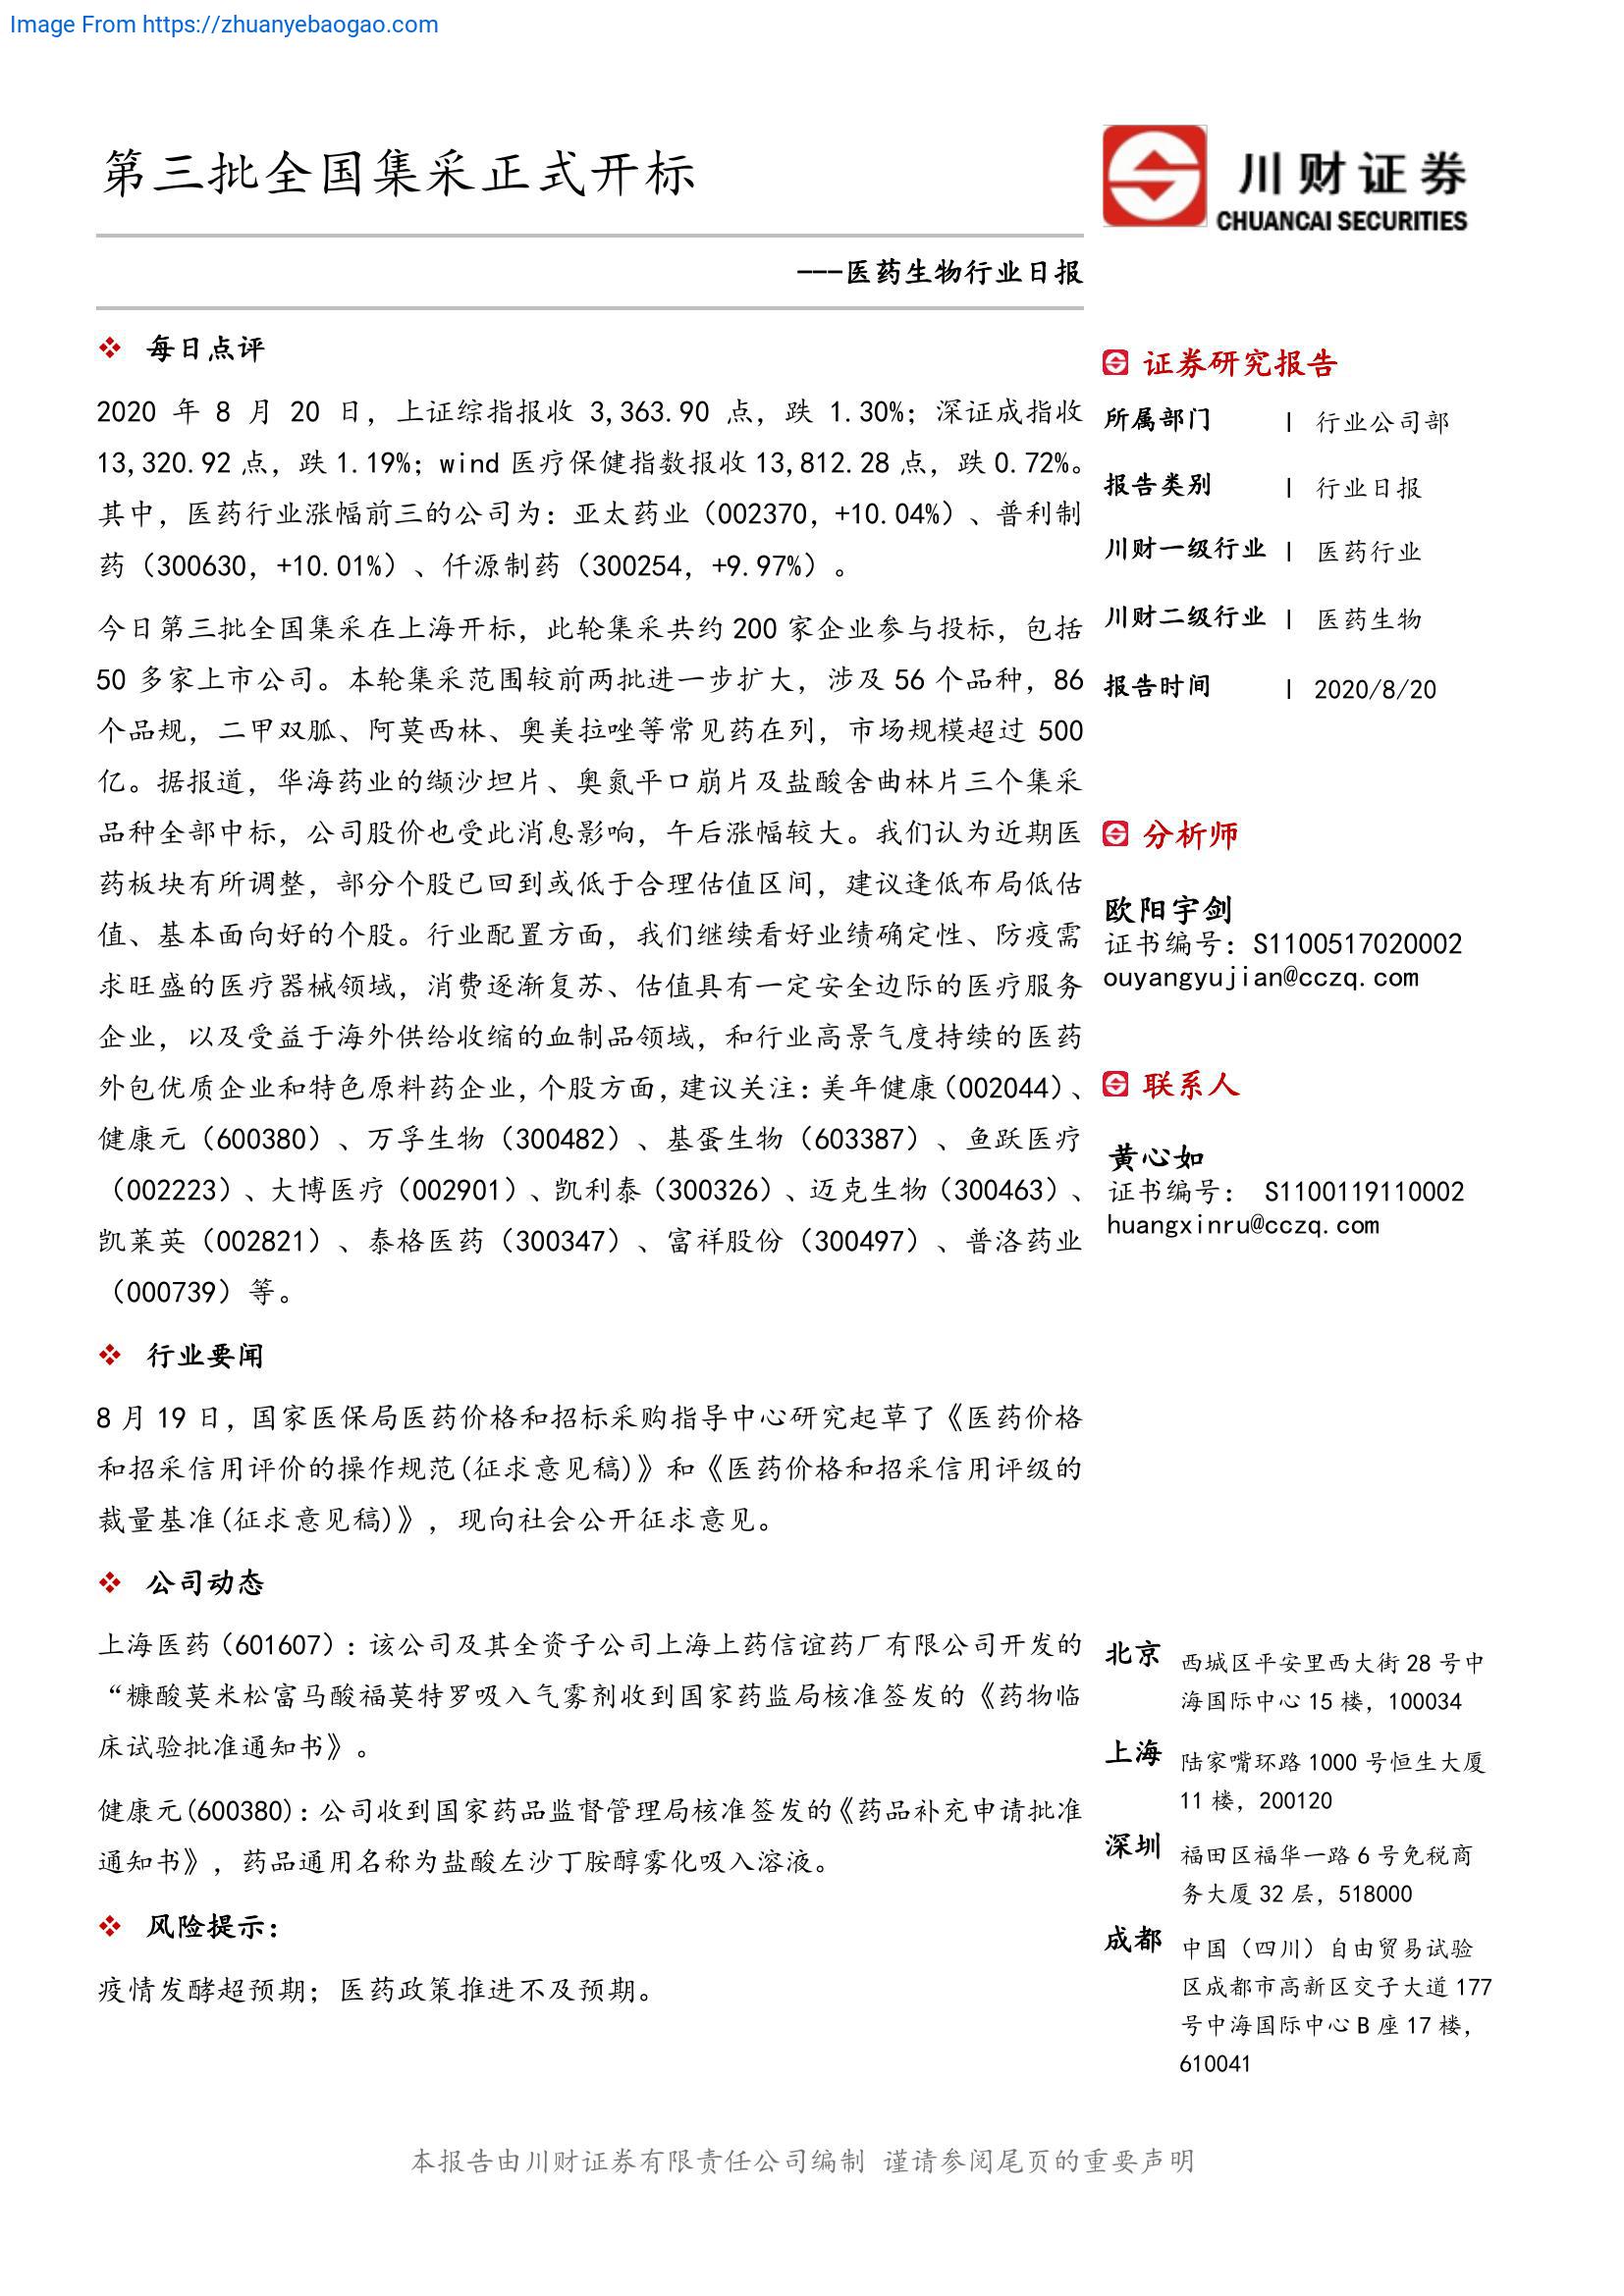 Image From https://zhuanyebaogao.com
第三批全国集采正式开标
---医药生物行业日报
川财证券
CHUANCAI SECURITIES
❖ 每日点评
2020 年 8 月 20 日，上证综指报收 3,363.90 点，跌 1.30%；深证成指收
13,320.92 点，跌 1.19%；wind 医疗保健指数报收 13,812.28 点，跌 0.72%。
其中，医药行业涨幅前三的公司为：亚太药业（002370，+10.04%）、普利制
药（300630，+10.01%）、仟源制药（300254，+9.97%）。
今日第三批全国集采在上海开标，此轮集采共约 200 家企业参与投标，包括
50 多家上市公司。本轮集采范围较前两批进一步扩大，涉及 56 个品种，86
个品规，二甲双胍、阿莫西林、奥美拉唑等常见药在列，市场规模超过 500
亿。据报道，华海药业的缬沙坦片、奥氮平口崩片及盐酸舍曲林片三个集采
品种全部中标，公司股价也受此消息影响，午后涨幅较大。我们认为近期医
药板块有所调整，部分个股已回到或低于合理估值区间，建议逢低布局低估
值、基本面向好的个股。行业配置方面，我们继续看好业绩确定性、防疫需
求旺盛的医疗器械领域，消费逐渐复苏、估值具有一定安全边际的医疗服务
企业，以及受益于海外供给收缩的血制品领域，和行业高景气度持续的医药
外包优质企业和特色原料药企业，个股方面，建议关注：美年健康（002044）、
健康元（600380）、万孚生物（300482）、基蛋生物（603387）、鱼跃医疗
（002223）、大博医疗（002901）、凯利泰（300326）、迈克生物（300463）、
凯莱英（002821）、泰格医药（300347）、富祥股份（300497）、普洛药业
（000739）等。
❖ 行业要闻
8 月 19 日，国家医保局医药价格和招标采购指导中心研究起草了《医药价格
和招采信用评价的操作规范(征求意见稿)》和《医药价格和招采信用评级的
裁量基准(征求意见稿)》，现向社会公开征求意见。
❖ 公司动态
上海医药（601607）：该公司及其全资子公司上海上药信谊药厂有限公司开发的
“糠酸莫米松富马酸福莫特罗吸入气雾剂收到国家药监局核准签发的《药物临
床试验批准通知书》。
健康元(600380)：公司收到国家药品监督管理局核准签发的《药品补充申请批准
通知书》，药品通用名称为盐酸左沙丁胺醇雾化吸入溶液。
❖ 风险提示：
疫情发酵超预期；医药政策推进不及预期。
证券研究报告
所属部门 | 行业公司部
报告类别 | 行业日报
川财一级行业 | 医药行业
川财二级行业 | 医药生物
报告时间 | 2020/8/20
分析师
欧阳宇剑
证书编号：S1100517020002
ouyangyujian@cczq.com
联系人
黄心如
证书编号： S1100119110002
huangxinru@cczq.com
北京 西城区平安里西大街 28 号中
海国际中心 15 楼，100034
上海 陆家嘴环路 1000 号恒生大厦
11 楼，200120
深圳 福田区福华一路 6 号免税商
务大厦 32 层，518000
成都 中国（四川）自由贸易试验
区成都市高新区交子大道 177
号中海国际中心 B 座 17 楼，
610041
本报告由川财证券有限责任公司编制 谨请参阅尾页的重要声明